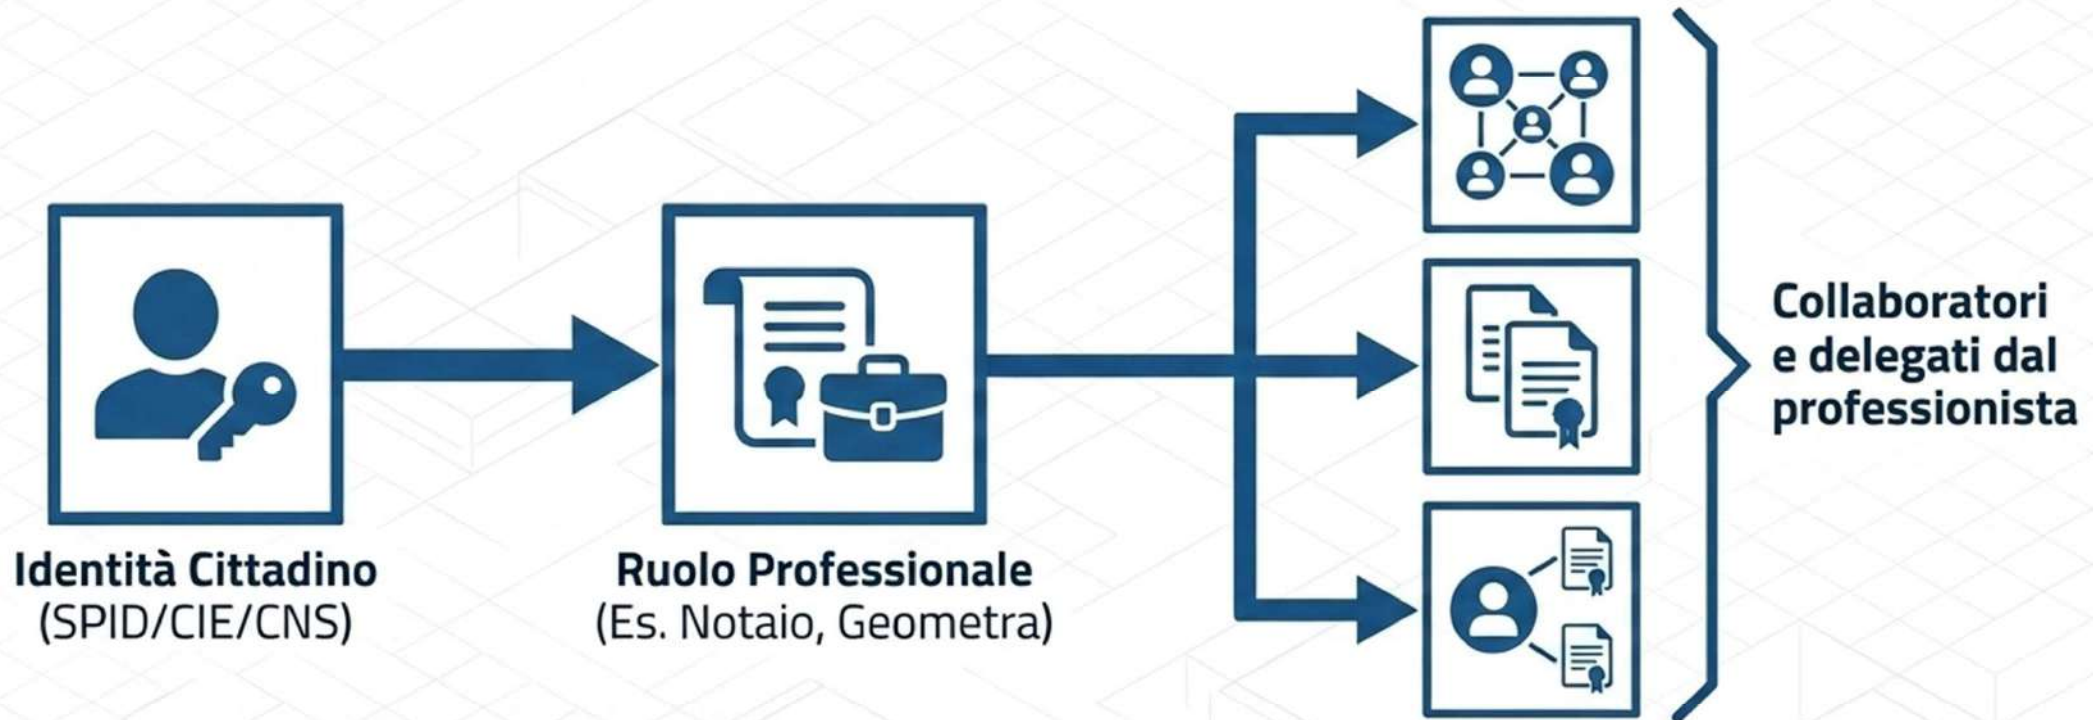 Identità Cittadino
(SPID/CIE/CNS)
Ruolo Professionale
(Es. Notaio, Geometra)
Collaboratori
e delegati dal
professionista